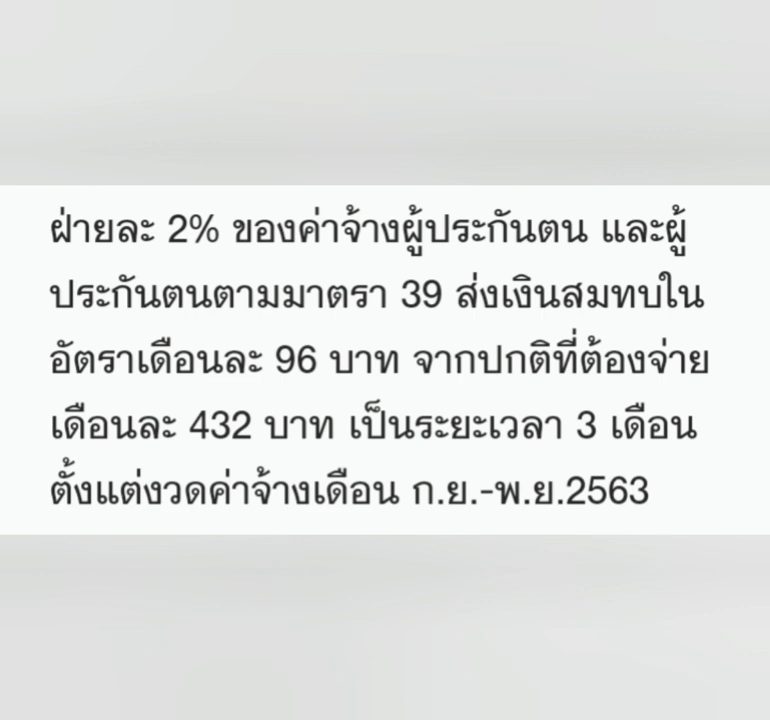 ฝ่ายละ 2% ของค่าจ้างผู้ประกันตน และผู้
ประกันตนตามมาตรา 39 ส่งเงินสมทบใน
อัตราเดือนละ 96 บาท จากปกติที่ต้องจ่าย
เดือนละ 432 บาท เป็นระยะเวลา 3 เดือน
ตั้งแต่งวดค่าจ้างเดือน ก.ย.-พ.ย.2563